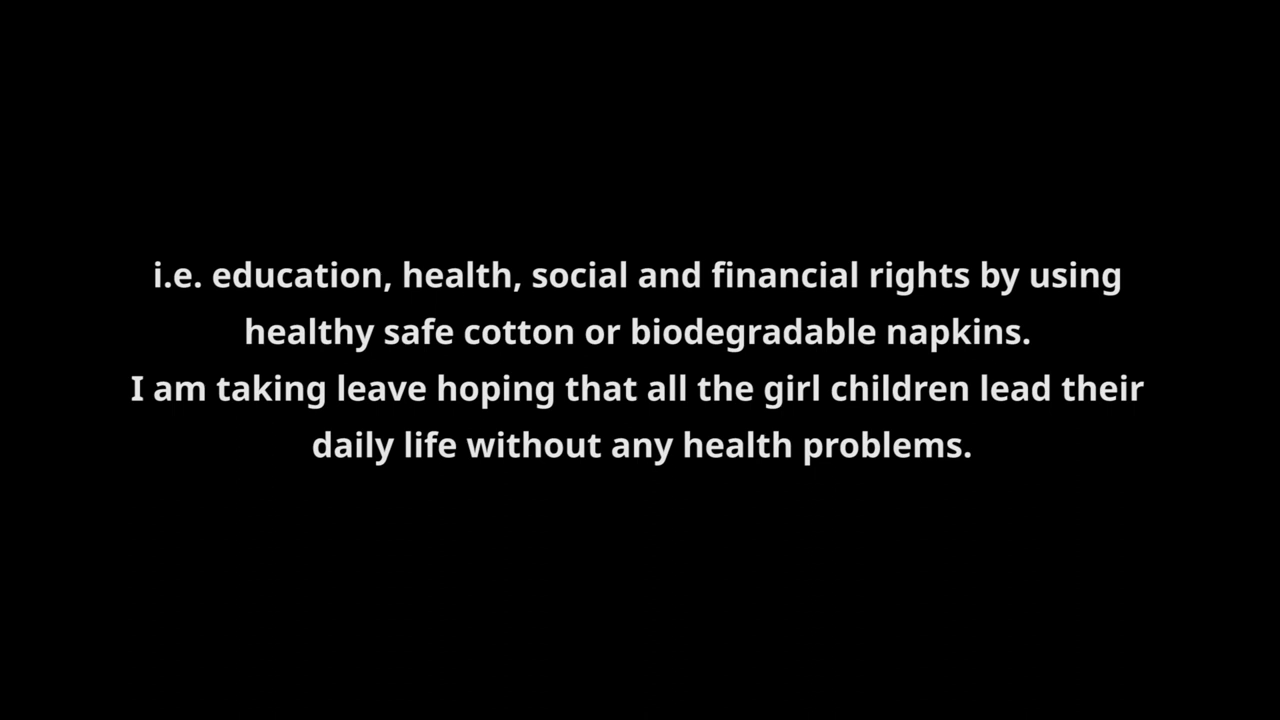 i.e. education, health, social and financial rights by using
healthy safe cotton or biodegradable napkins.
I am taking leave hoping that all the girl children lead their
daily life without any health problems.